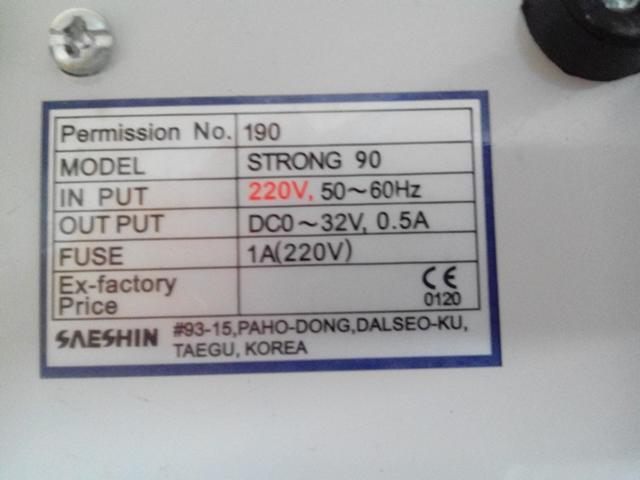 Permission No. 190
MODEL STRONG 90
IN PUT 220V, 50~60Hz
OUT PUT DC0~32V, 0.5A
FUSE 1A(220V)
Ex-factory
Price
CE
0120
SAESHIN #93-15,PAHO-DONG,DALSEO-KU,
TAEGU, KOREA